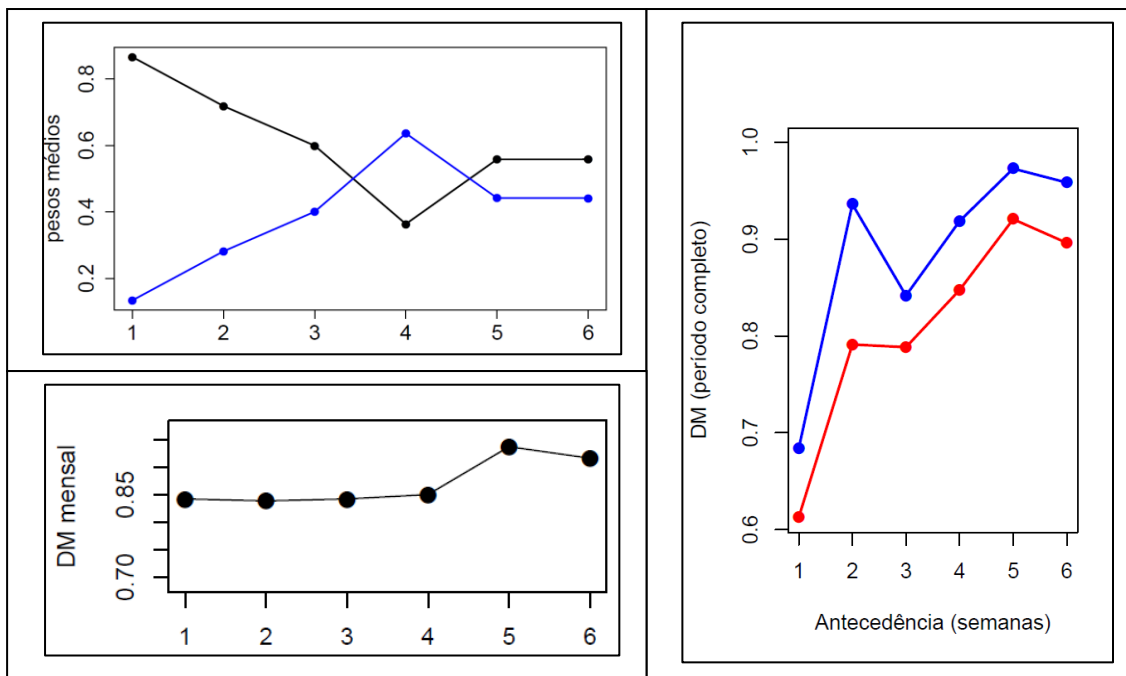 pesos médios
0.8
0.6
0.4
0.2
1 2 3 4 5 6
DM mensal
0.85
0.70
1 2 3 4 5 6
DM (período completo)
1.0
0.9
0.8
0.7
0.6
1 2 3 4 5 6
Antecedência (semanas)